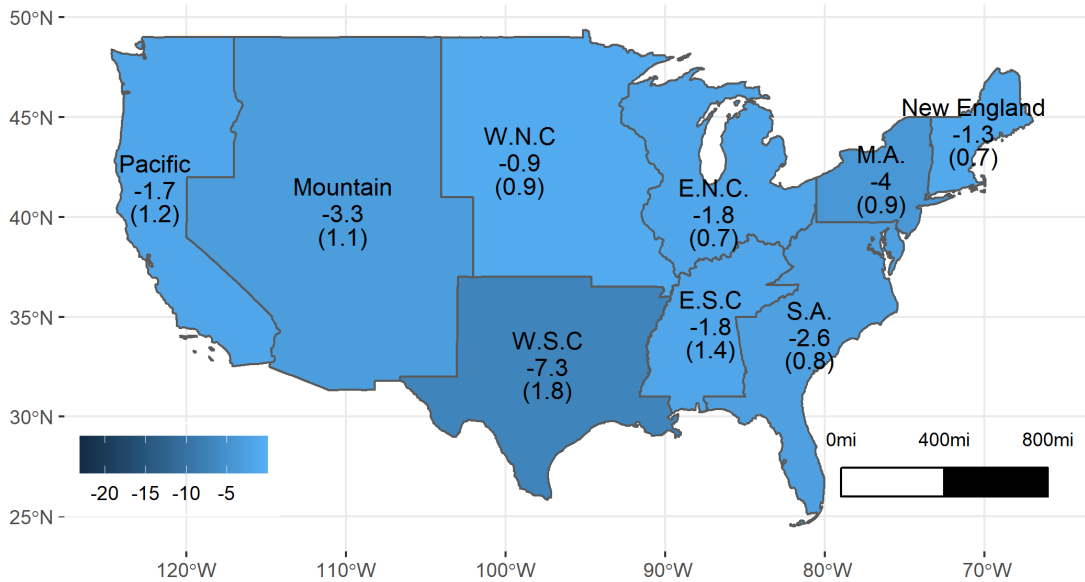 50°N
45°N
40°N
35°N
30°N
25°N
New England
-1.3
(0.7)
W.N.C
-0.9
(0.9)
M.A.
-4
(0.9)
Pacific
-1.7
(1.2)
Mountain
-3.3
(1.1)
E.N.C.
-1.8
(0.7)
E.S.C
-1.8
(1.4)
S.A.
-2.6
(0.8)
W.S.C
-7.3
(1.8)
0mi 400mi 800mi
-20 -15 -10 -5
120°W 110°W 100°W 90°W 80°W 70°W